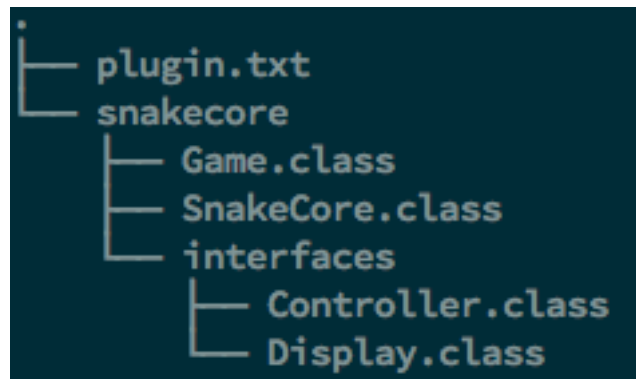 .
├── plugin.txt
└── snakecore
    ├── Game.class
    ├── SnakeCore.class
    └── interfaces
        ├── Controller.class
        └── Display.class